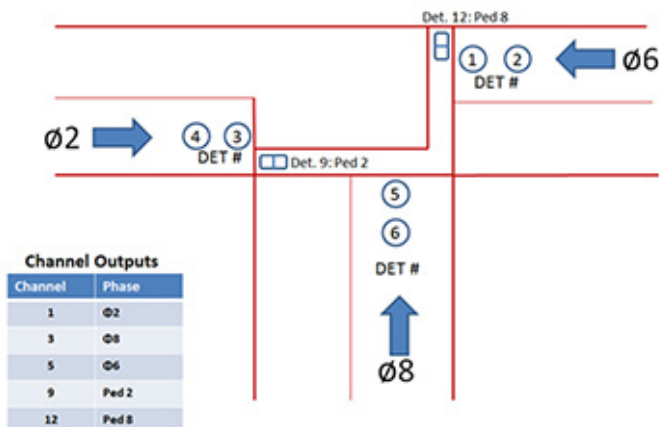 Det. 12: Ped 8
1 2
DET #
Ø6
Ø2
4 3
DET #
Det. 9: Ped 2
5
6
DET #
Ø8
Channel Outputs
Channel Phase
1 Φ2
3 Φ8
5 Φ6
9 Ped 2
12 Ped 8